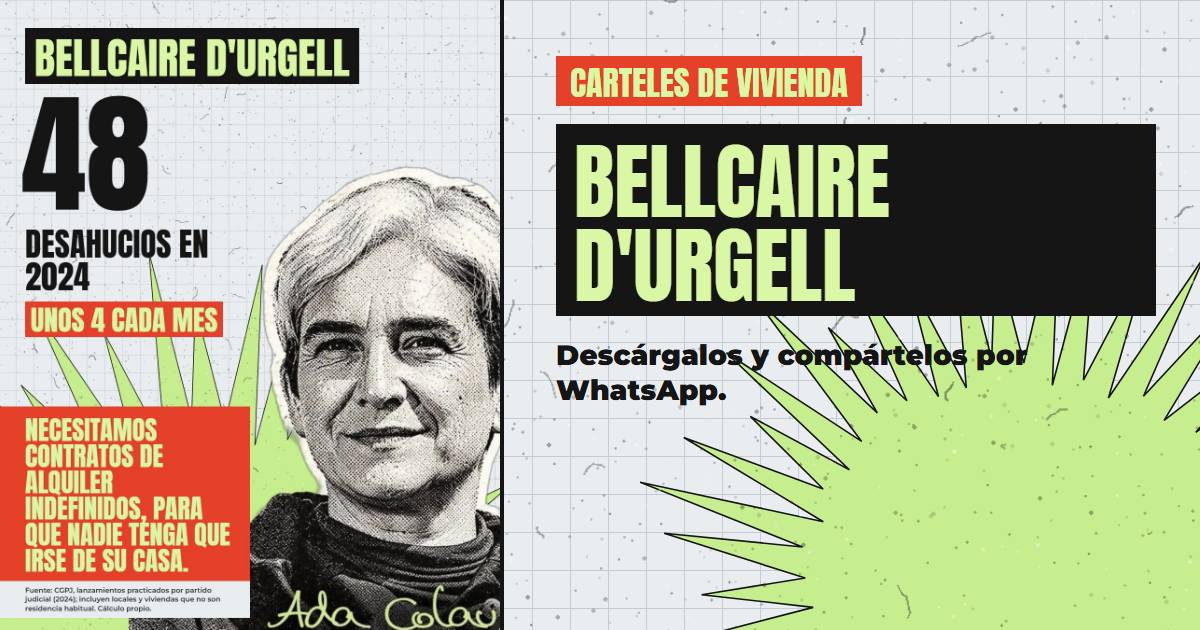 BELLCAIRE D'URGELL
48
DESAHUCIOS EN
2024
UNOS 4 CADA MES
NECESITAMOS
CONTRATOS DE
ALQUILER
INDEFINIDOS, PARA
QUE NADIE TENGA QUE
IRSE DE SU CASA.
Fuente: CGPJ, lanzamientos practicados por partido
judicial (2024); incluyen locales y viviendas que no son
residencia habitual. Cálculo propio.
Ada Colau
CARTELES DE VIVIENDA
BELLCAIRE
D'URGELL
Descárgalos y compártelos por
WhatsApp.